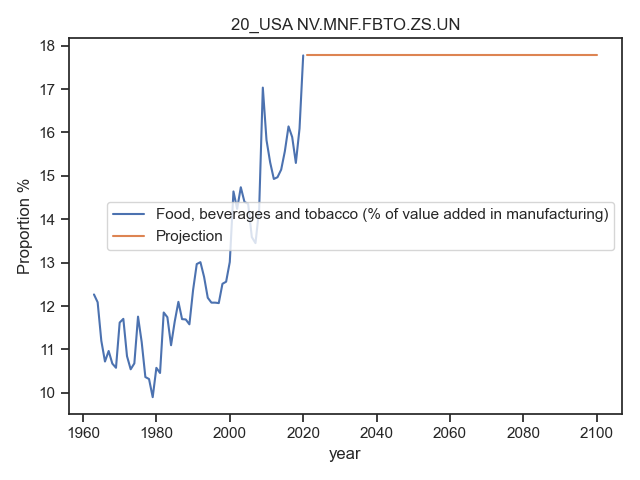 20_USA NV.MNF.FBTO.ZS.UN
18
17
16
15
14
13
12
11
10
Proportion %
Food, beverages and tobacco (% of value added in manufacturing)
Projection
1960 1980 2000 2020 2040 2060 2080 2100
year